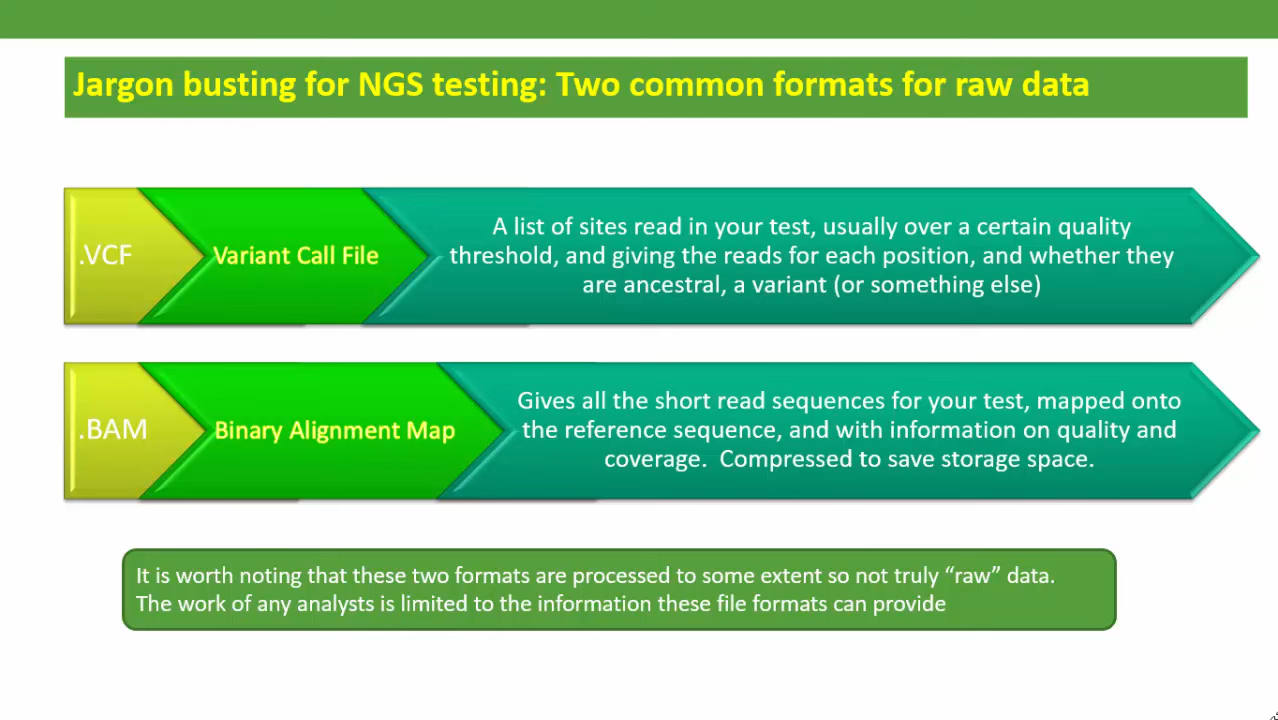 Jargon busting for NGS testing: Two common formats for raw data
.VCF
Variant Call File
A list of sites read in your test, usually over a certain quality
threshold, and giving the reads for each position, and whether they
are ancestral, a variant (or something else)
.BAM
Binary Alignment Map
Gives all the short read sequences for your test, mapped onto
the reference sequence, and with information on quality and
coverage.  Compressed to save storage space.
It is worth noting that these two formats are processed to some extent so not truly “raw” data.
The work of any analysts is limited to the information these file formats can provide